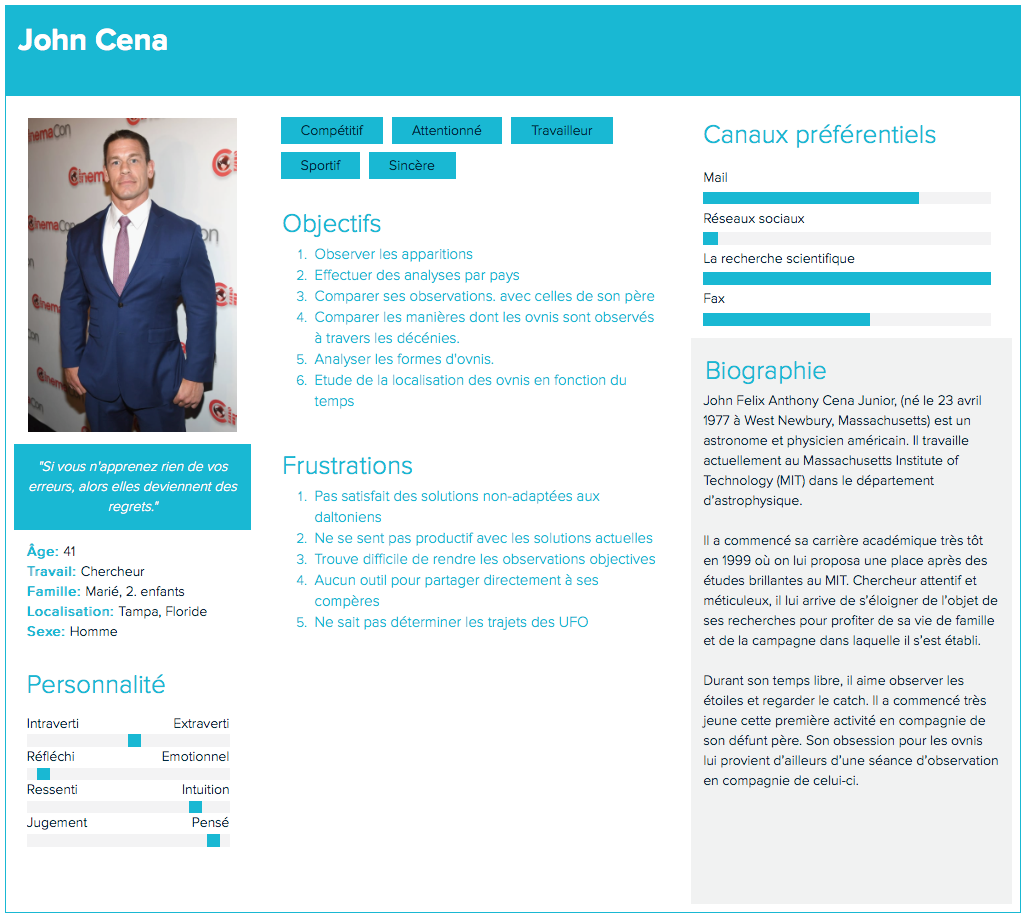 John Cena
CinemaCon
Cinem
CinemaCon
Compétitif
Attentionné
Travailleur
Sportif
Sincère
Objectifs
1. Observer les apparitions
2. Effectuer des analyses par pays
3. Comparer ses observations. avec celles de son père
4. Comparer les manières dont les ovnis sont observés
à travers les décénies.
5. Analyser les formes d'ovnis.
6. Etude de la localisation des ovnis en fonction du
temps
Frustrations
1. Pas satisfait des solutions non-adaptées aux
daltoniens
2. Ne se sent pas productif avec les solutions actuelles
3. Trouve difficile de rendre les observations objectives
4. Aucun outil pour partager directement à ses
compères
5. Ne sait pas déterminer les trajets des UFO
"Si vous n'apprenez rien de vos
erreurs, alors elles deviennent des
regrets."
Âge: 41
Travail: Chercheur
Famille: Marié, 2. enfants
Localisation: Tampa, Floride
Sexe: Homme
Personnalité
Intraverti Extraverti
Réfléchi Emotionnel
Ressenti Intuition
Jugement Pensé
Canaux préférentiels
Mail
Réseaux sociaux
La recherche scientifique
Fax
Biographie
John Felix Anthony Cena Junior, (né le 23 avril
1977 à West Newbury, Massachusetts) est un
astronome et physicien américain. Il travaille
actuellement au Massachusetts Institute of
Technology (MIT) dans le département
d'astrophysique.
Il a commencé sa carrière académique très tôt
en 1999 où on lui proposa une place après des
études brillantes au MIT. Chercheur attentif et
méticuleux, il lui arrive de s'éloigner de l'objet de
ses recherches pour profiter de sa vie de famille
et de la campagne dans laquelle il s'est établi.
Durant son temps libre, il aime observer les
étoiles et regarder le catch. Il a commencé très
jeune cette première activité en compagnie de
son défunt père. Son obsession pour les ovnis
lui provient d'ailleurs d'une séance d'observation
en compagnie de celui-ci.